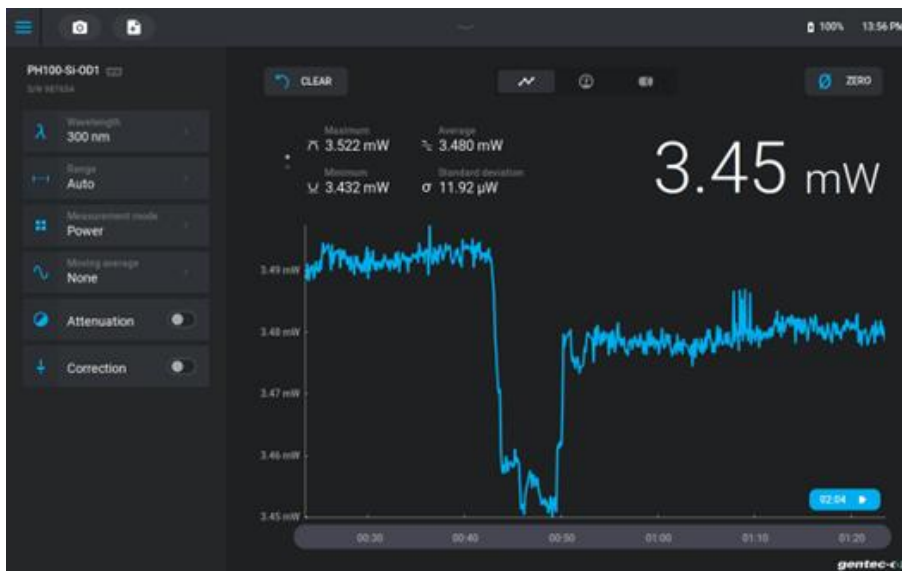 100% 13:56 PM
PH100-Si-OD1
CLEAR
ZERO
Wavelength
300 nm
Range
Auto
Measurement mode
Power
Moving average
None
Attenuation
Correction
Maximum
3.522 mW
Average
3.480 mW
Minimum
3.432 mW
Standard deviation
σ 11.92 µW
3.45 mW
3.49 mW
3.48 mW
3.47 mW
3.46 mW
3.45 mW
02:04
00:30 00:40 00:50 01:00 01:10 01:20
gentec-e